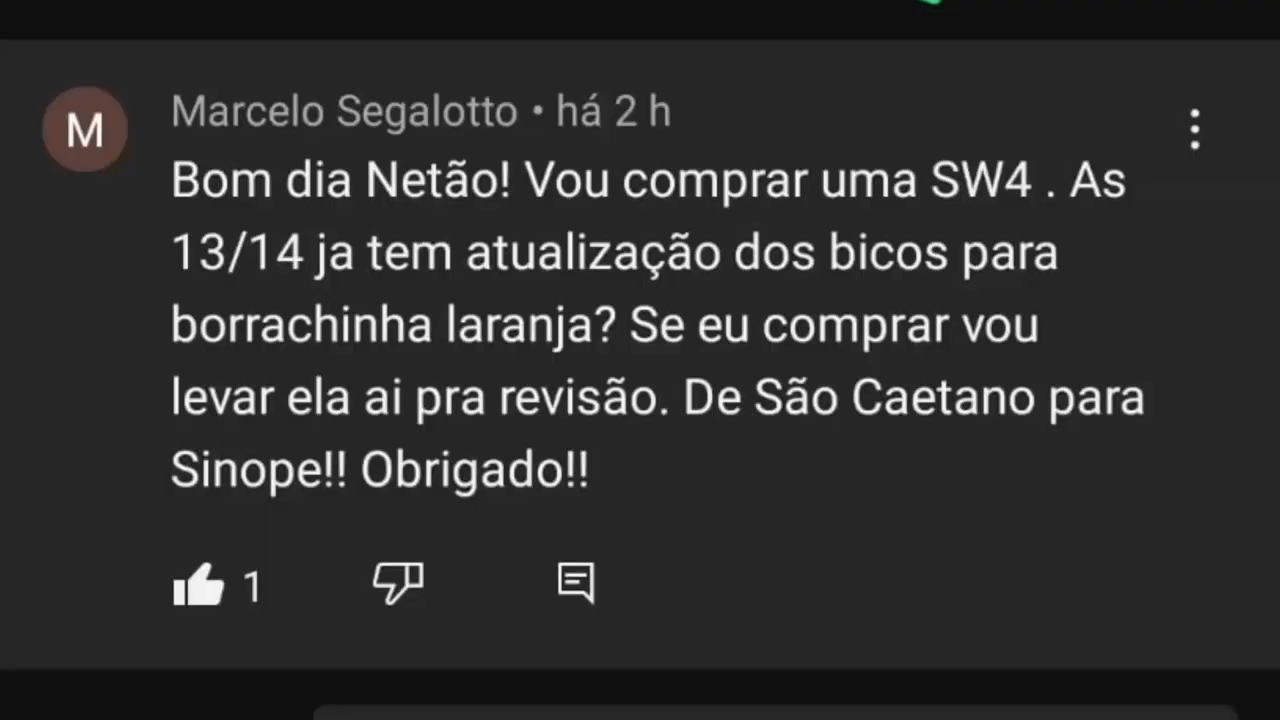 M
Marcelo Segalotto • há 2 h
Bom dia Netão! Vou comprar uma SW4 . As
13/14 ja tem atualização dos bicos para
borrachinha laranja? Se eu comprar vou
levar ela ai pra revisão. De São Caetano para
Sinope!! Obrigado!!
1